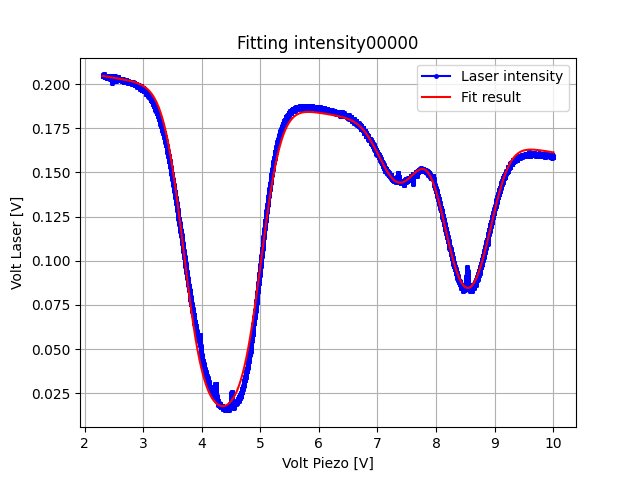 Fitting intensity00000
Laser intensity
Fit result
Volt Laser [V]
0.200
0.175
0.150
0.125
0.100
0.075
0.050
0.025
2 3 4 5 6 7 8 9 10
Volt Piezo [V]